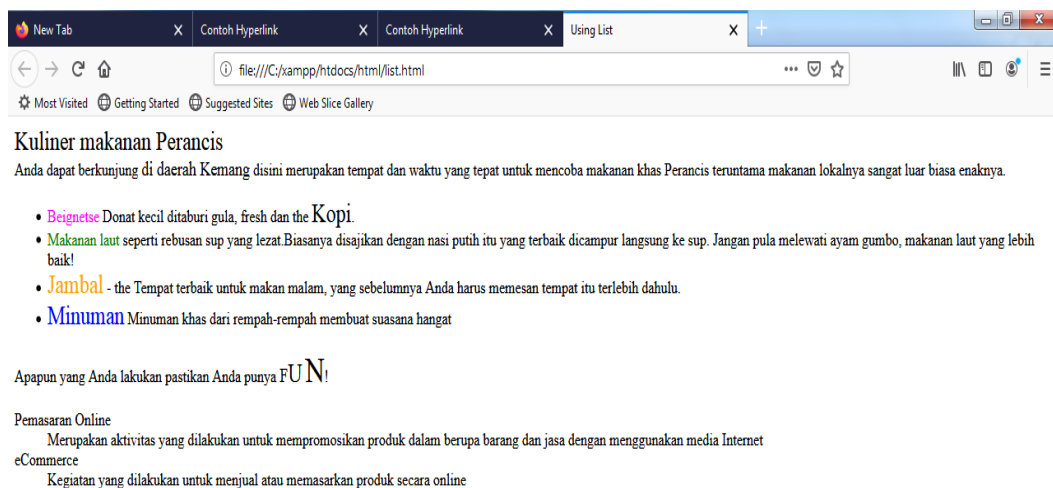 New Tab X Contoh Hyperlink X Contoh Hyperlink X Using List X
file:///C:/xampp/htdocs/html/list.html
Most Visited Getting Started Suggested Sites Web Slice Gallery
Kuliner makanan Perancis
Anda dapat berkunjung di daerah Kemang disini merupakan tempat dan waktu yang tepat untuk mencoba makanan khas Perancis teruntama makanan lokalnya sangat luar biasa enaknya.
• Beignetse Donat kecil ditaburi gula, fresh dan the Kopi.
• Makanan laut seperti rebusan sup yang lezat.Biasanya disajikan dengan nasi putih itu yang terbaik dicampur langsung ke sup. Jangan pula melewati ayam gumbo, makanan laut yang lebih
baik!
• Jambal - the Tempat terbaik untuk makan malam, yang sebelumnya Anda harus memesan tempat itu terlebih dahulu.
• Minuman Minuman khas dari rempah-rempah membuat suasana hangat
Apapun yang Anda lakukan pastikan Anda punya FUN!
Pemasaran Online
Merupakan aktivitas yang dilakukan untuk mempromosikan produk dalam berupa barang dan jasa dengan menggunakan media Internet
eCommerce
Kegiatan yang dilakukan untuk menjual atau memasarkan produk secara online